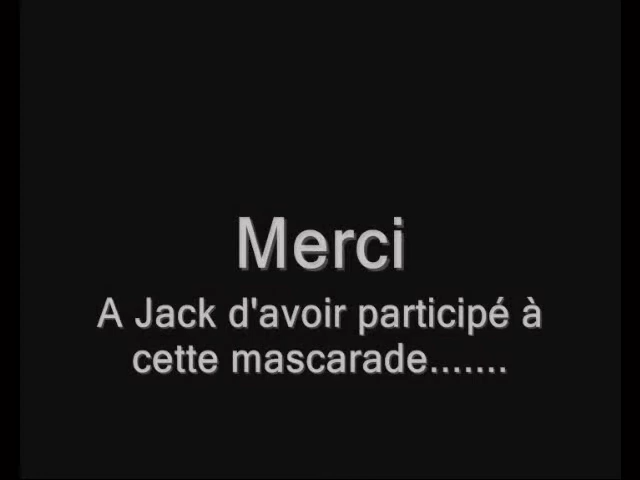 Merci
A Jack d'avoir participé à
cette mascarade.......